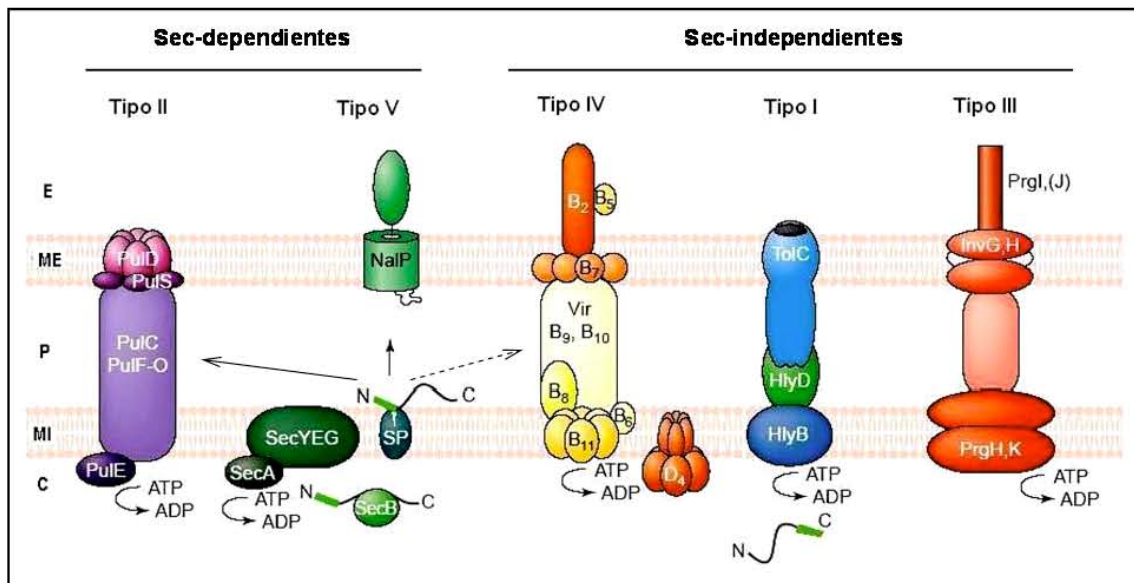 Sec-dependientes
Sec-independientes
Tipo II
Tipo V
Tipo IV
Tipo I
Tipo III
E
ME
P
MI
C
PulD
PulS
PulC
PulF-O
PulE
ATP
ADP
NalP
N
C
SecYEG
SP
SecA
ATP
ADP
N
SecB
C
B2
B5
B7
Vir
B9, B10
B8
B6
B11
ATP
ADP
D4
TolC
HlyD
HlyB
ATP
ADP
N
C
PrgI,(J)
InvG,H
PrgH,K
ATP
ADP